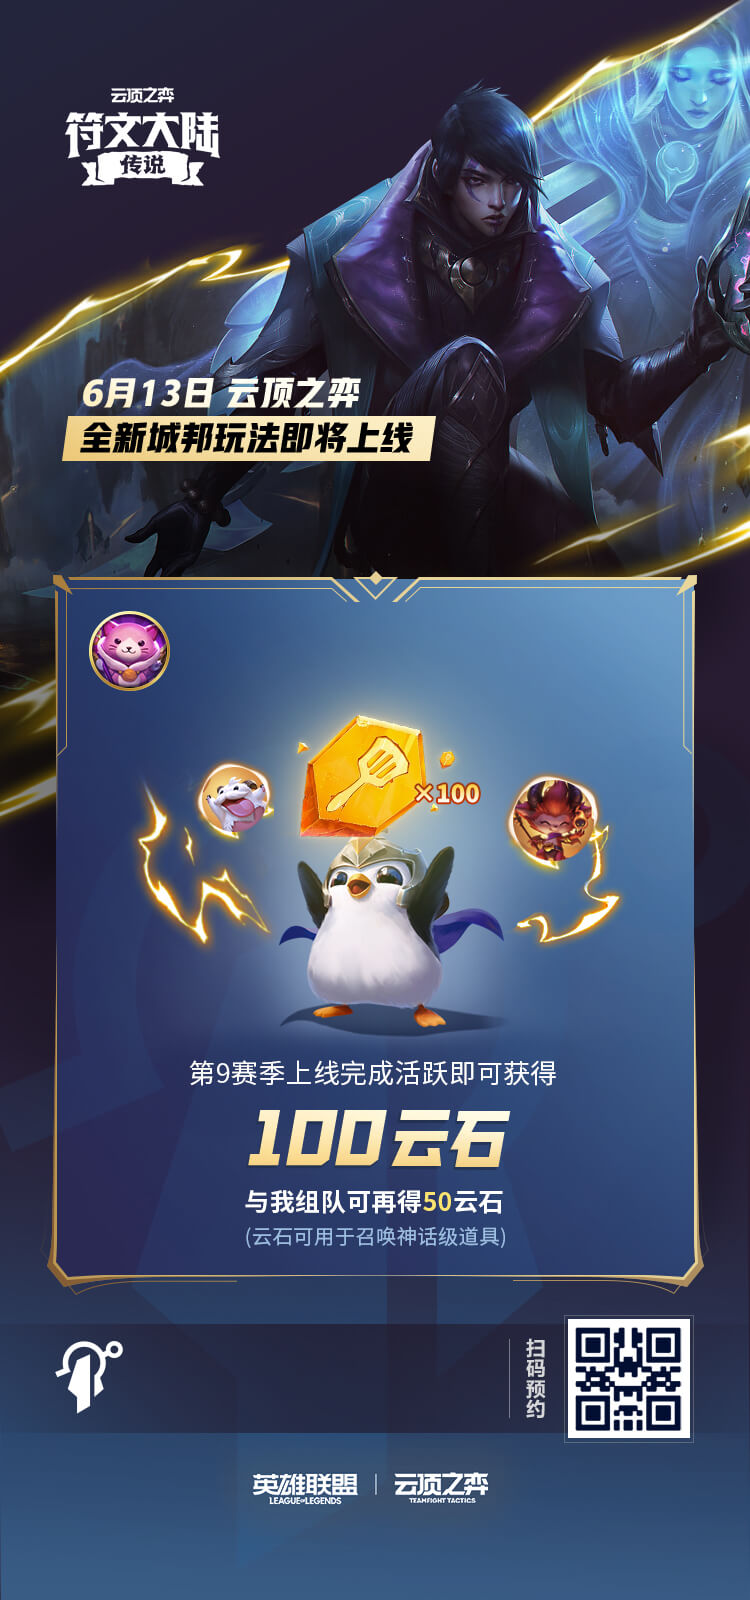 云顶之弈
符文大陆
传说
6月13日 云顶之弈
全新城邦玩法即将上线
×100
第9赛季上线完成活跃即可获得
100云石
与我组队可再得50云石
(云石可用于召唤神话级道具)
扫码预约
英雄联盟
LEAGUE OF LEGENDS
云顶之弈
TEAMFIGHT TACTICS